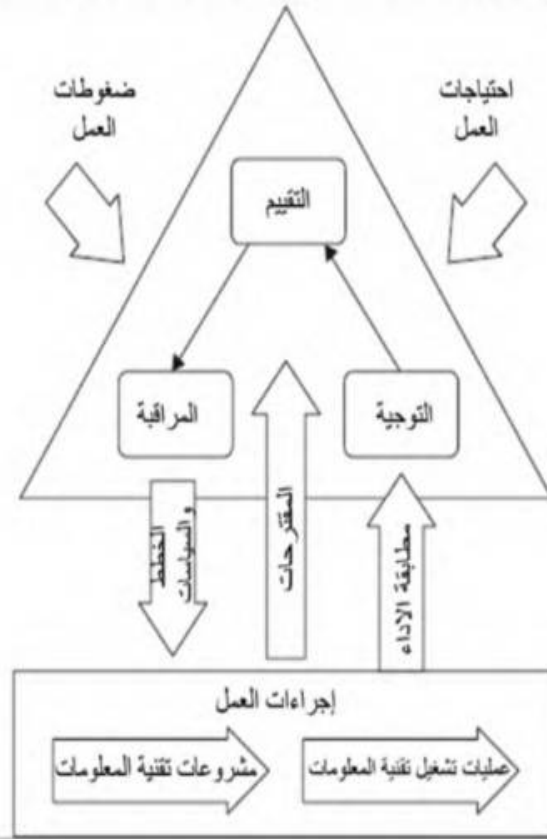 ضغوطات
العمل
احتياجات
العمل
التقييم
المراقبة
التوجية
الخطط
والسياسات
المقترحات
مطابقة الاداء
إجراءات العمل
مشروعات تقنية المعلومات
عمليات تشغيل تقنية المعلومات